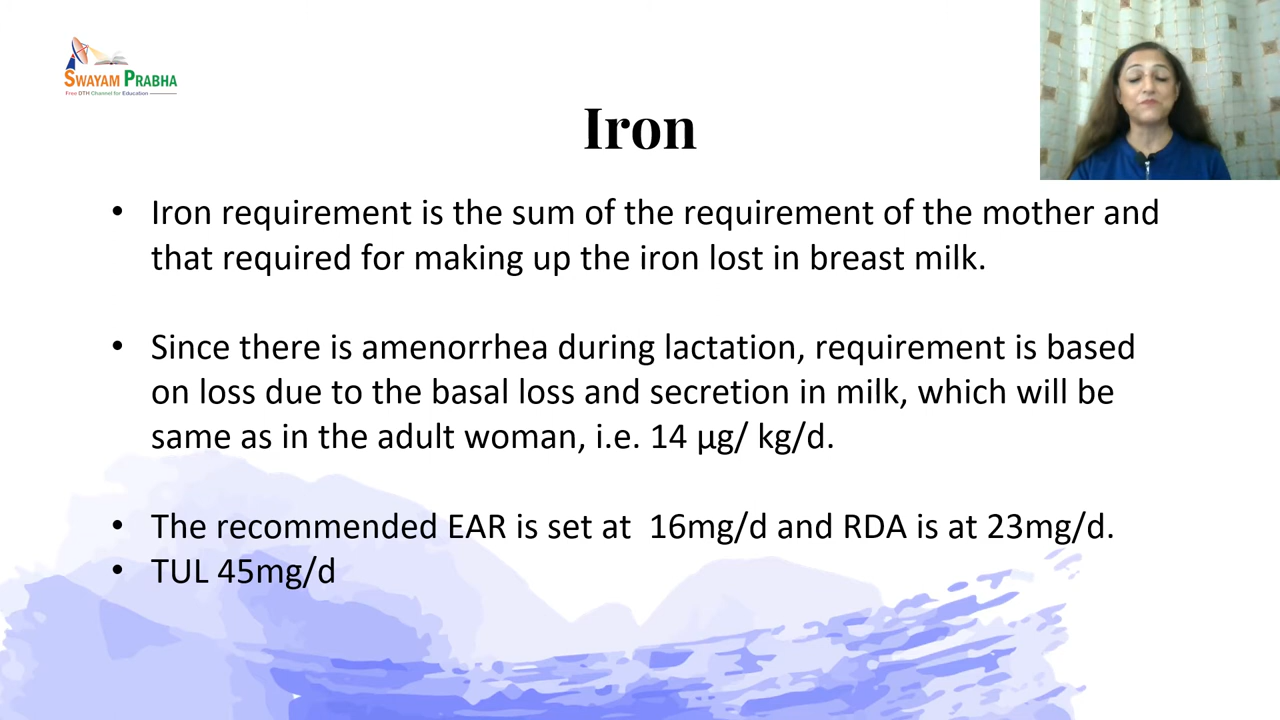 SWAYAM PRABHA
Free DTH Channel for Education
Iron
• Iron requirement is the sum of the requirement of the mother and
that required for making up the iron lost in breast milk.
• Since there is amenorrhea during lactation, requirement is based
on loss due to the basal loss and secretion in milk, which will be
same as in the adult woman, i.e. 14 µg/ kg/d.
• The recommended EAR is set at  16mg/d and RDA is at 23mg/d.
• TUL 45mg/d